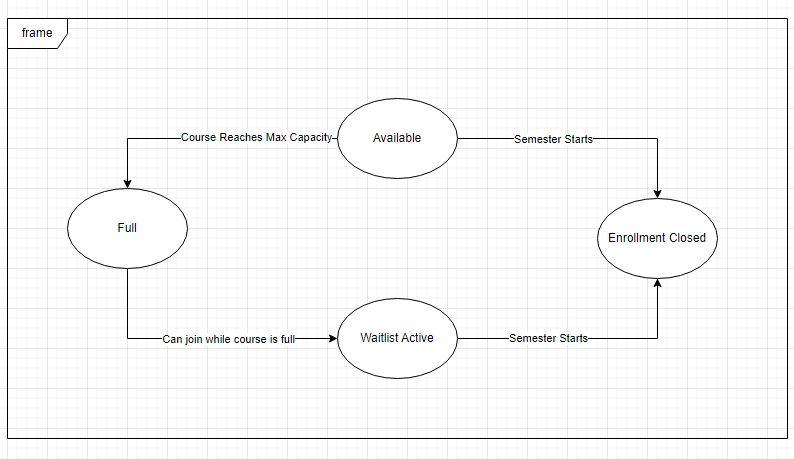 frame
Course Reaches Max Capacity
Available
Semester Starts
Full
Enrollment Closed
Can join while course is full
Waitlist Active
Semester Starts